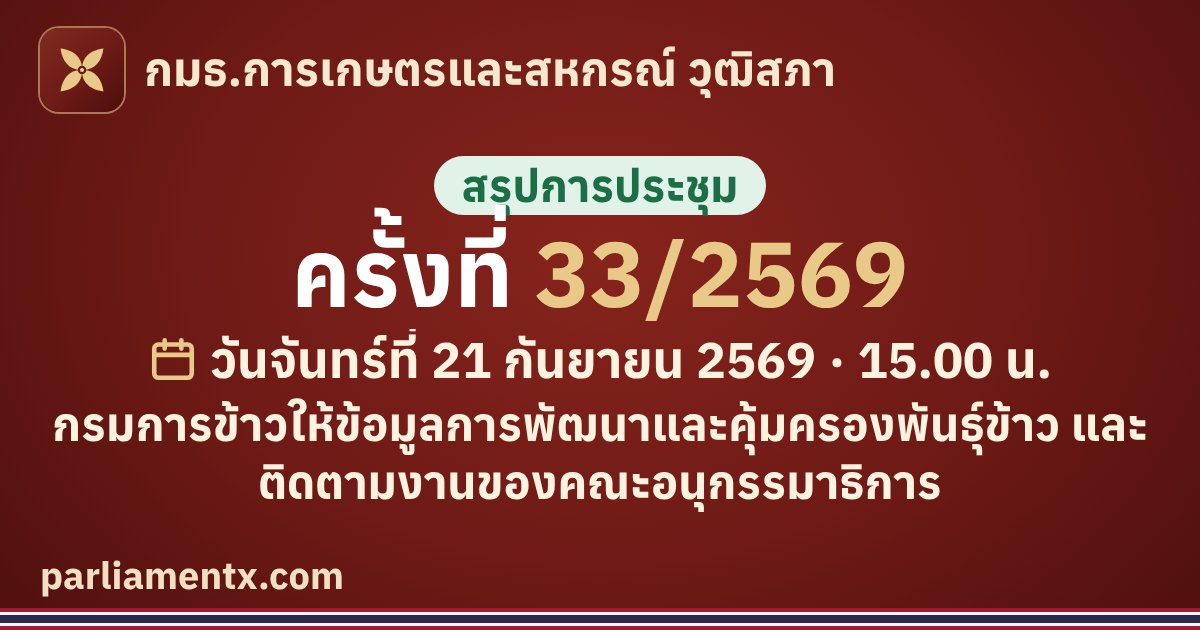 กมธ.การเกษตรและสหกรณ์ วุฒิสภา
สรุปการประชุม
ครั้งที่ 33/2569
วันจันทร์ที่ 21 กันยายน 2569 · 15.00 น.
กรมการข้าวให้ข้อมูลการพัฒนาและคุ้มครองพันธุ์ข้าว และ
ติดตามงานของคณะอนุกรรมาธิการ
parliamentx.com